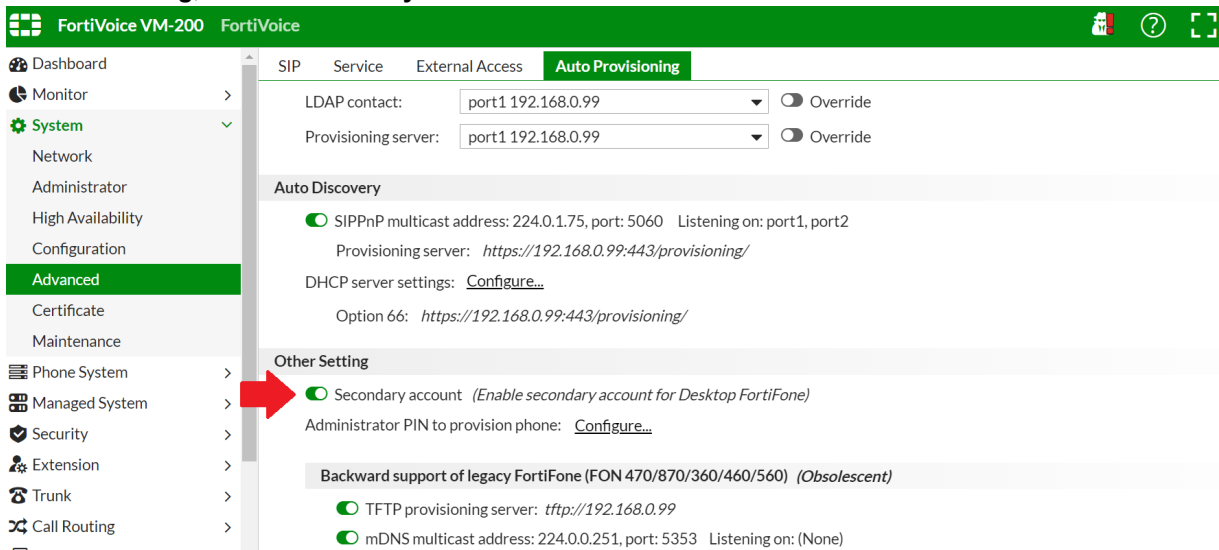 FortiVoice VM-200 FortiVoice
Dashboard
Monitor
System
Network
Administrator
High Availability
Configuration
Advanced
Certificate
Maintenance
Phone System
Managed System
Security
Extension
Trunk
Call Routing
SIP Service External Access Auto Provisioning
LDAP contact: port1 192.168.0.99 Override
Provisioning server: port1 192.168.0.99 Override
Auto Discovery
SIPPnP multicast address: 224.0.1.75, port: 5060 Listening on: port1, port2
Provisioning server: https://192.168.0.99:443/provisioning/
DHCP server settings: Configure...
Option 66: https://192.168.0.99:443/provisioning/
Other Setting
Secondary account (Enable secondary account for Desktop FortiFone)
Administrator PIN to provision phone: Configure...
Backward support of legacy FortiFone (FON 470/870/360/460/560) (Obsolescent)
TFTP provisioning server: tftp://192.168.0.99
mDNS multicast address: 224.0.0.251, port: 5353 Listening on: (None)